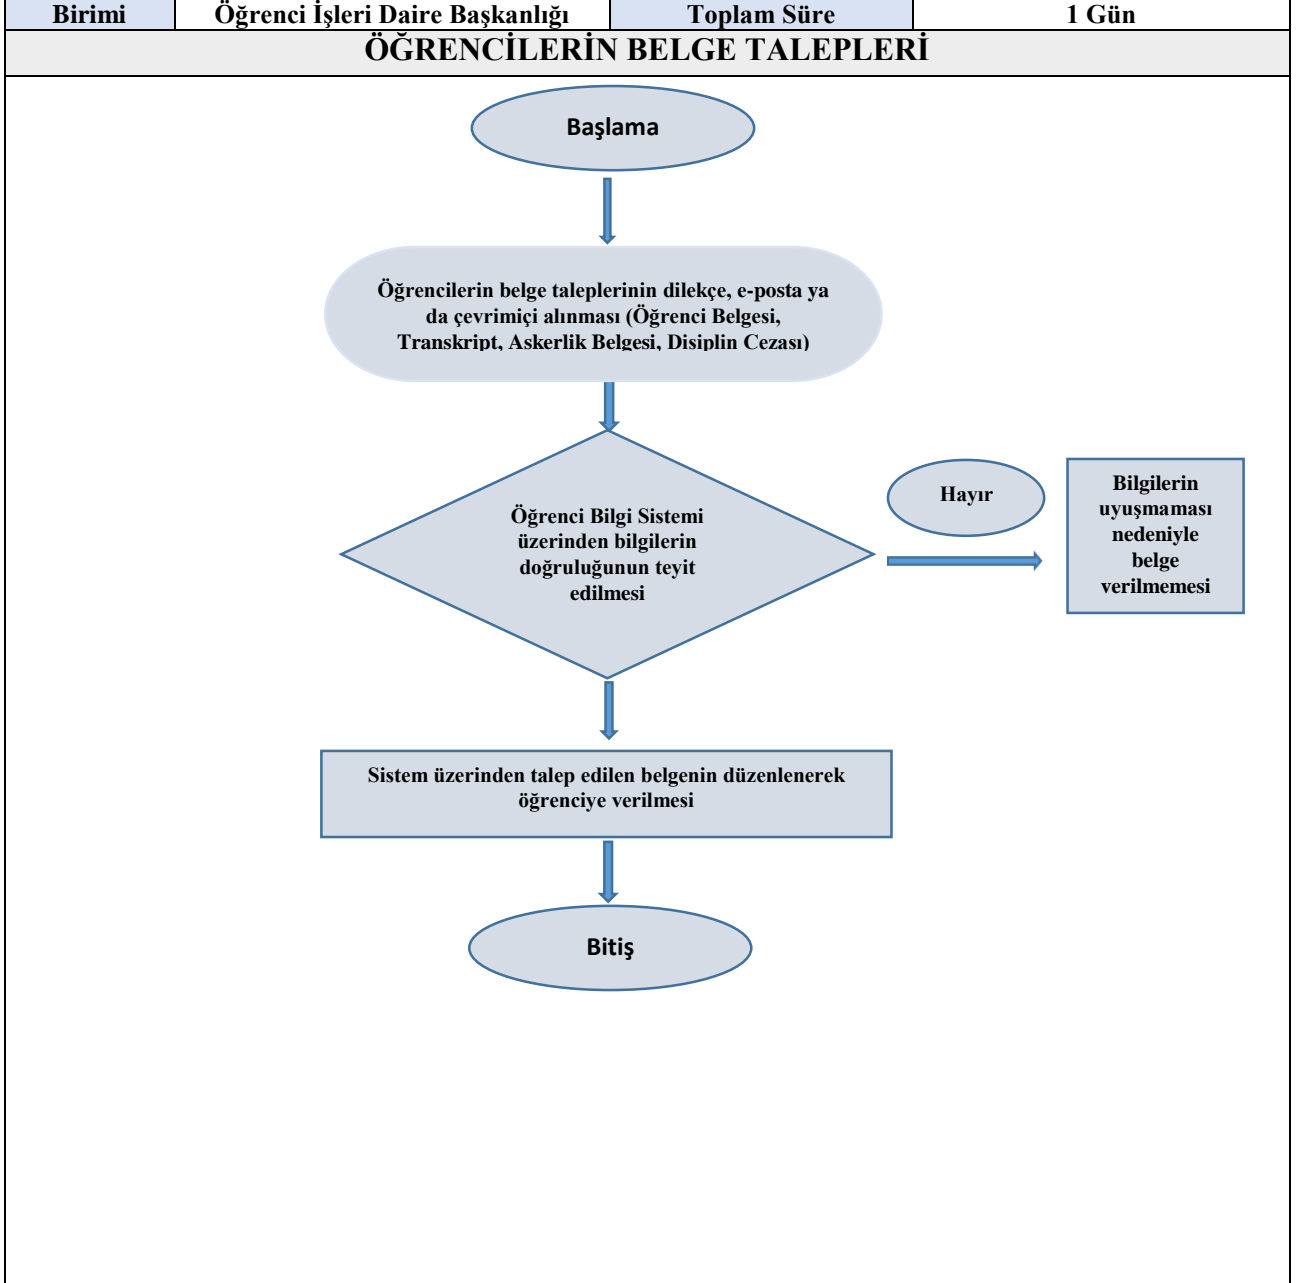 Birimi Öğrenci İşleri Daire Başkanlığı Toplam Süre 1 Gün
ÖĞRENCİLERİN BELGE TALEPLERİ
Başlama
Öğrencilerin belge taleplerinin dilekçe, e-posta ya
da çevrimiçi alınması (Öğrenci Belgesi,
Transkript, Askerlik Belgesi, Disiplin Cezası)
Öğrenci Bilgi Sistemi
üzerinden bilgilerin
doğruluğunun teyit
edilmesi
Hayır
Bilgilerin
uyuşmaması
nedeniyle
belge
verilmemesi
Sistem üzerinden talep edilen belgenin düzenlenerek
öğrenciye verilmesi
Bitiş